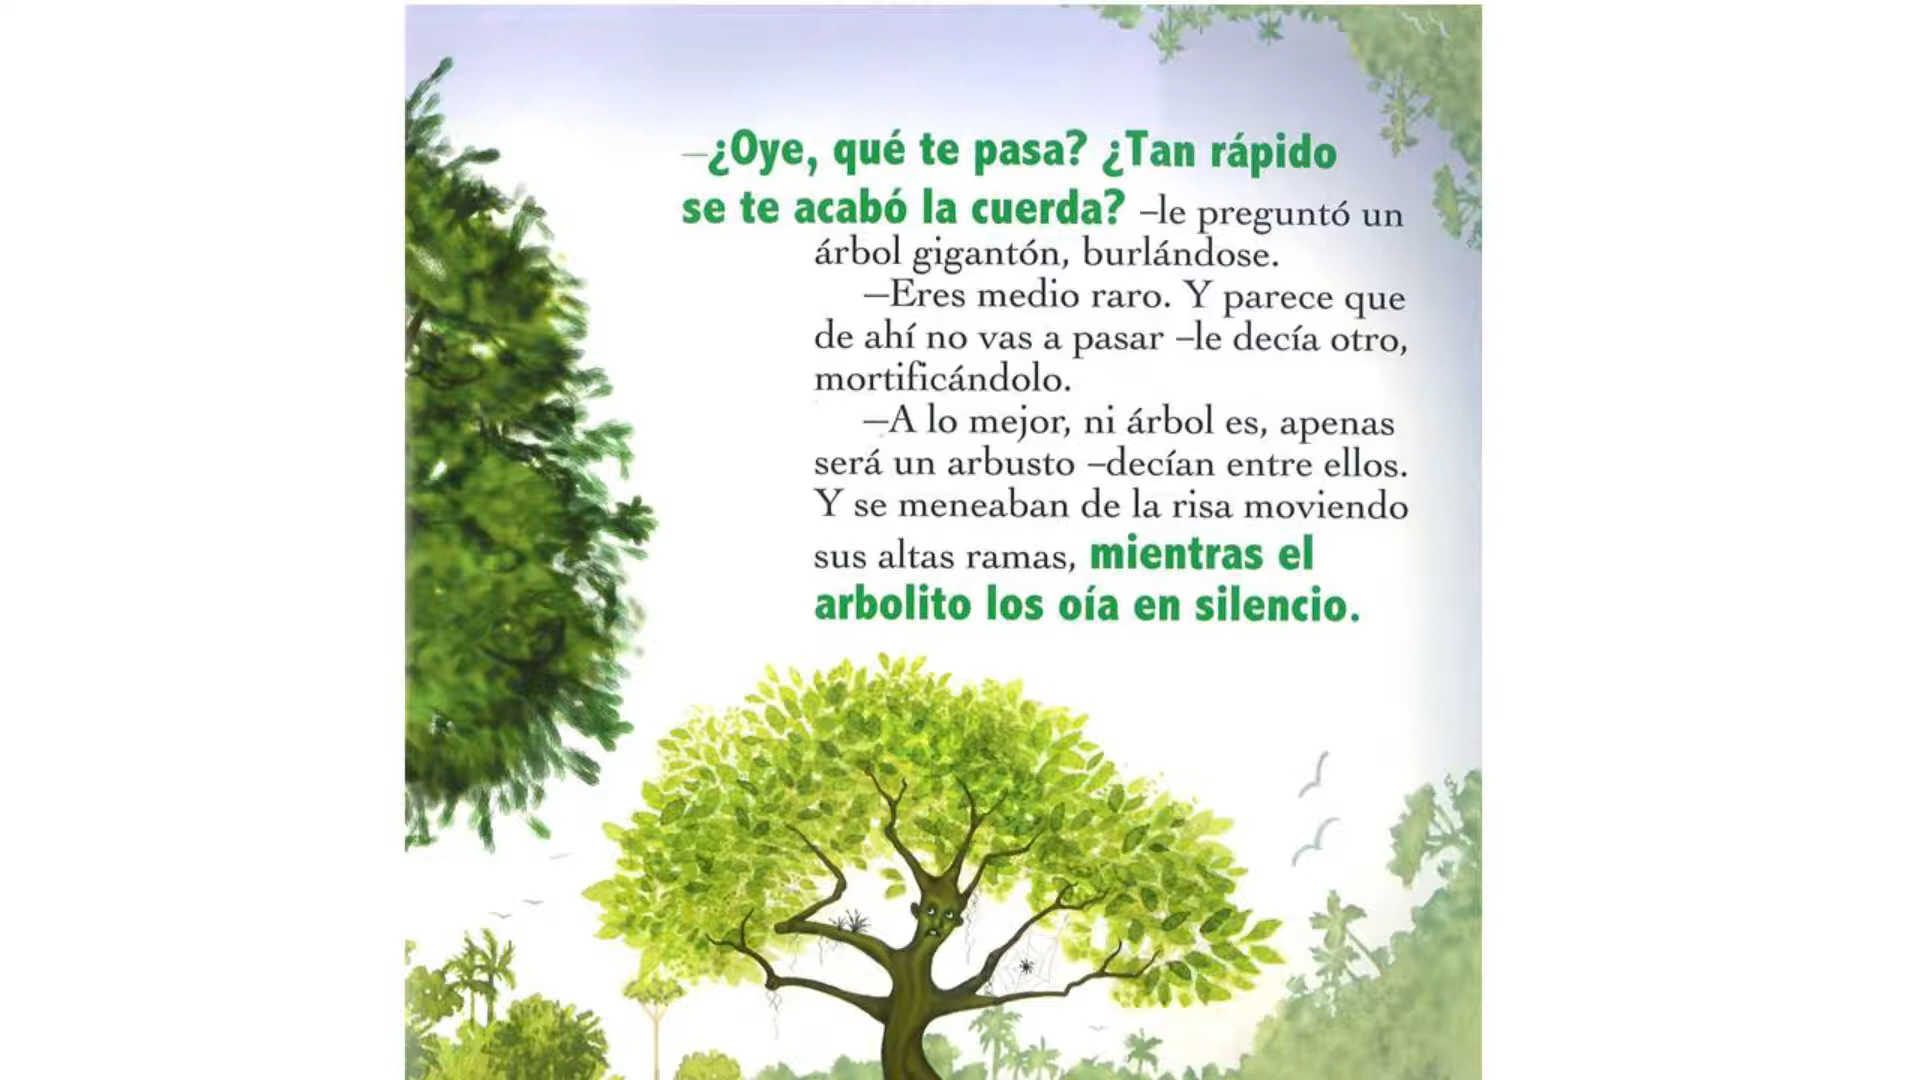 –¿Oye, qué te pasa? ¿Tan rápido
se te acabó la cuerda? –le preguntó un
árbol gigantón, burlándose.
–Eres medio raro. Y parece que
de ahí no vas a pasar –le decía otro,
mortificándolo.
–A lo mejor, ni árbol es, apenas
será un arbusto –decían entre ellos.
Y se meneaban de la risa moviendo
sus altas ramas, mientras el
arbolito los oía en silencio.